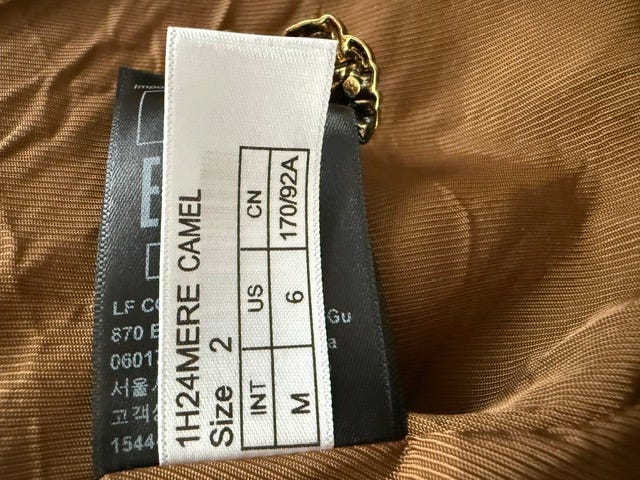 1H24MERE CAMEL
Size 2
INT US CN
M 6 170/92A
LF
870
0601
서울
고객
1544
Gu